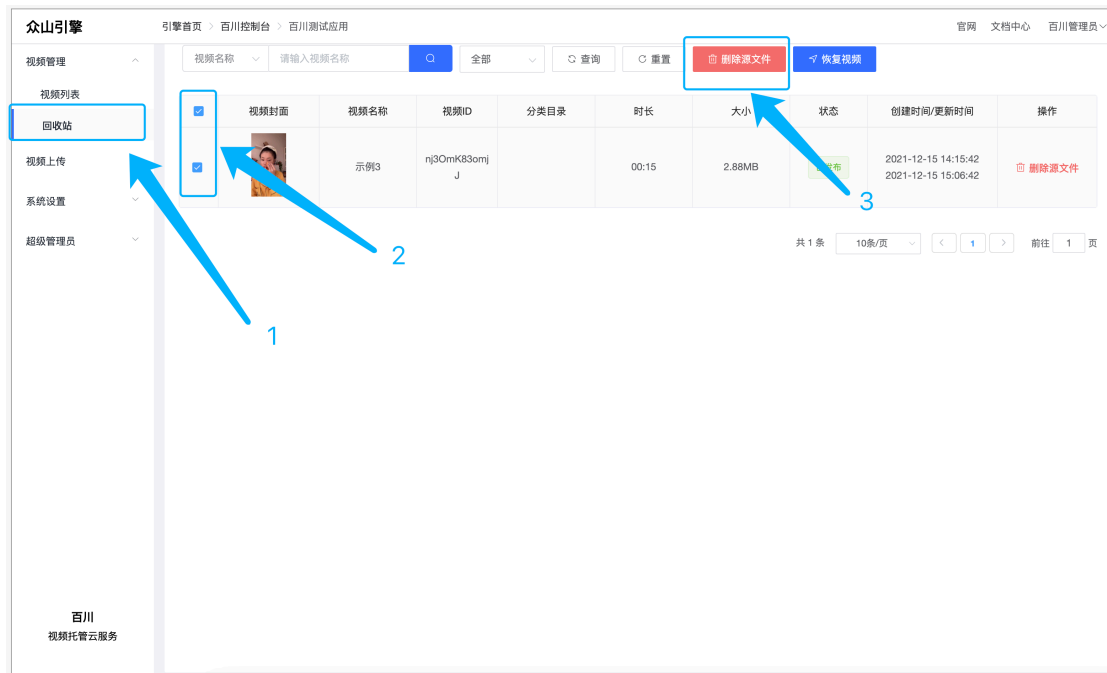 众山引擎
引擎首页 > 百川控制台 > 百川测试应用
官网 文档中心 百川管理员
视频管理
视频列表
回收站
视频上传
系统设置
超级管理员
视频名称 请输入视频名称 全部 查询 重置 删除源文件 恢复视频
视频封面 视频名称 视频ID 分类目录 时长 大小 状态 创建时间/更新时间 操作
示例3 nj3OmK83omj
J
00:15 2.88MB 布 2021-12-15 14:15:42
2021-12-15 15:06:42
删除源文件
3
2
1
共 1 条 10条/页 < 1 > 前往 1 页
百川
视频托管云服务